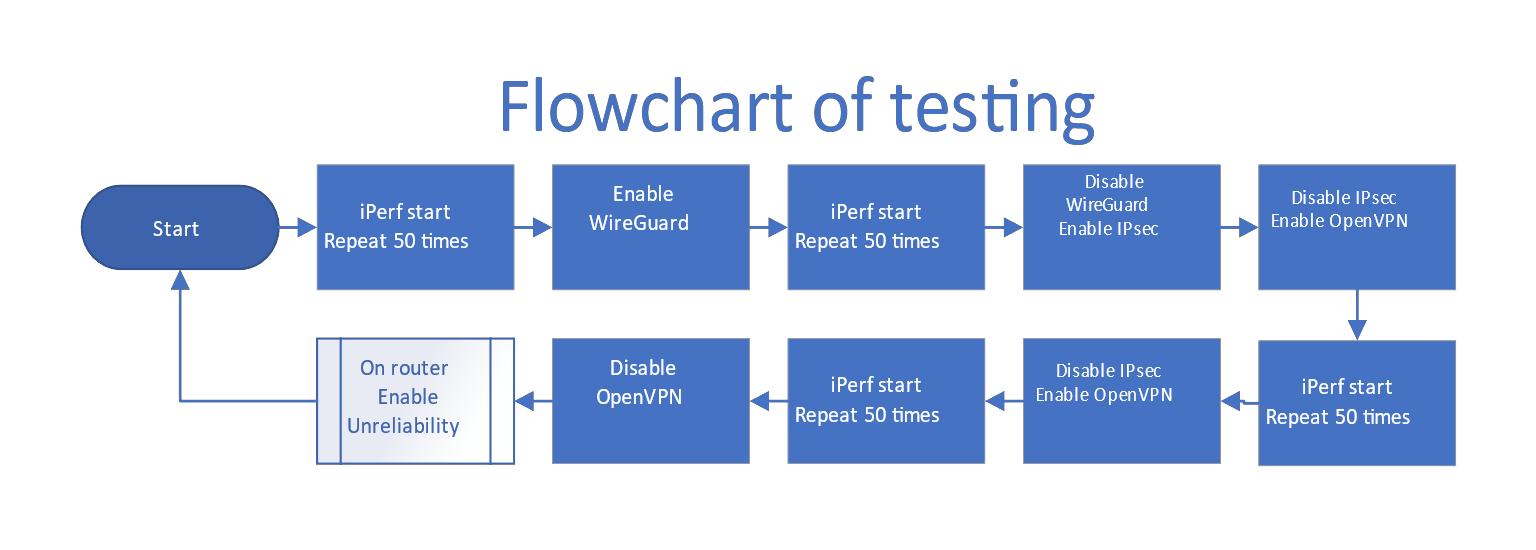 Flowchart of testing
Start
iPerf start
Repeat 50 times
Enable
WireGuard
iPerf start
Repeat 50 times
Disable
WireGuard
Enable IPsec
Disable IPsec
Enable OpenVPN
iPerf start
Repeat 50 times
Disable IPsec
Enable OpenVPN
iPerf start
Repeat 50 times
Disable
OpenVPN
On router
Enable
Unreliability